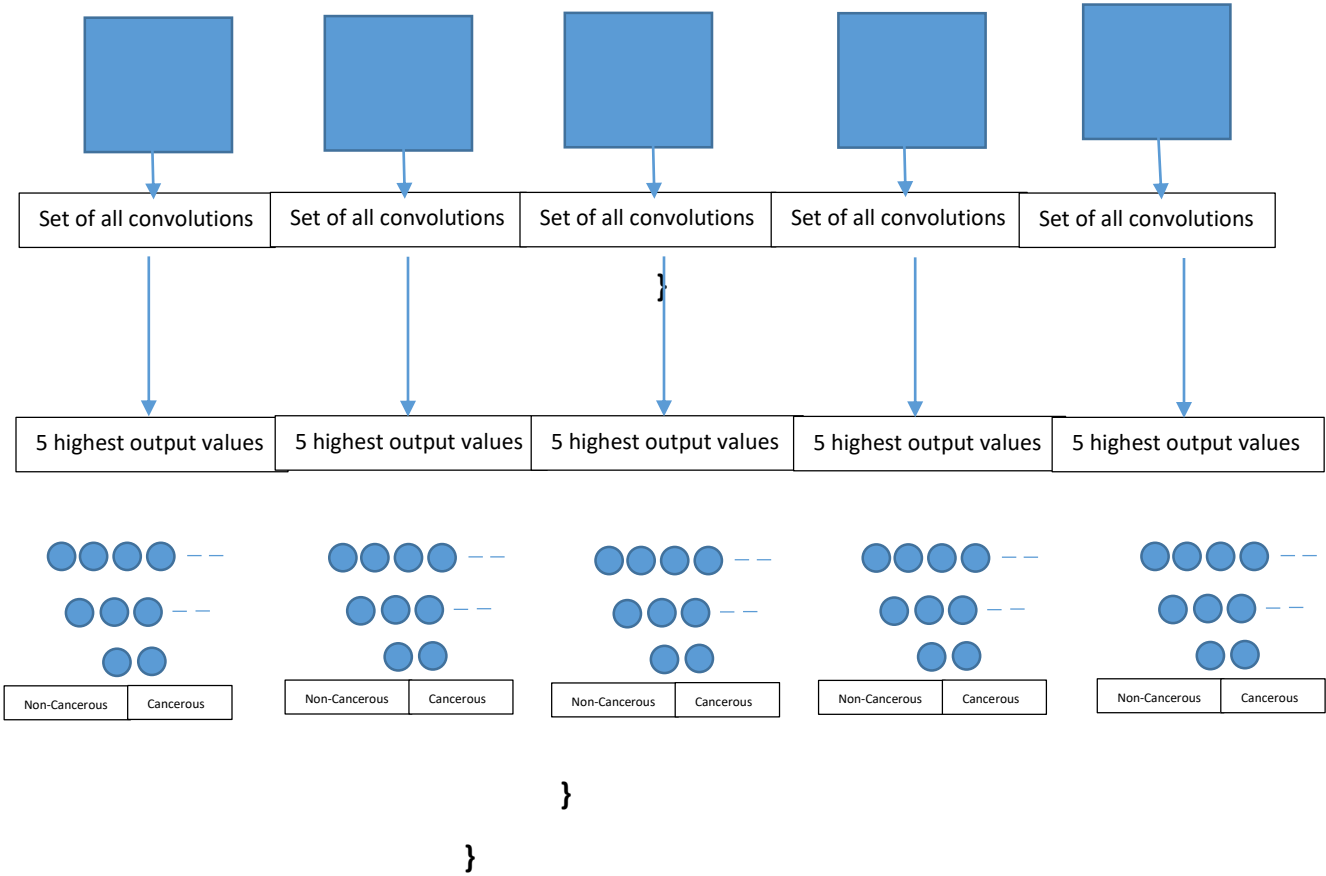 Set of all convolutions Set of all convolutions Set of all convolutions Set of all convolutions Set of all convolutions
}
5 highest output values 5 highest output values 5 highest output values 5 highest output values 5 highest output values
Non-Cancerous Cancerous Non-Cancerous Cancerous Non-Cancerous Cancerous Non-Cancerous Cancerous Non-Cancerous Cancerous
}
}